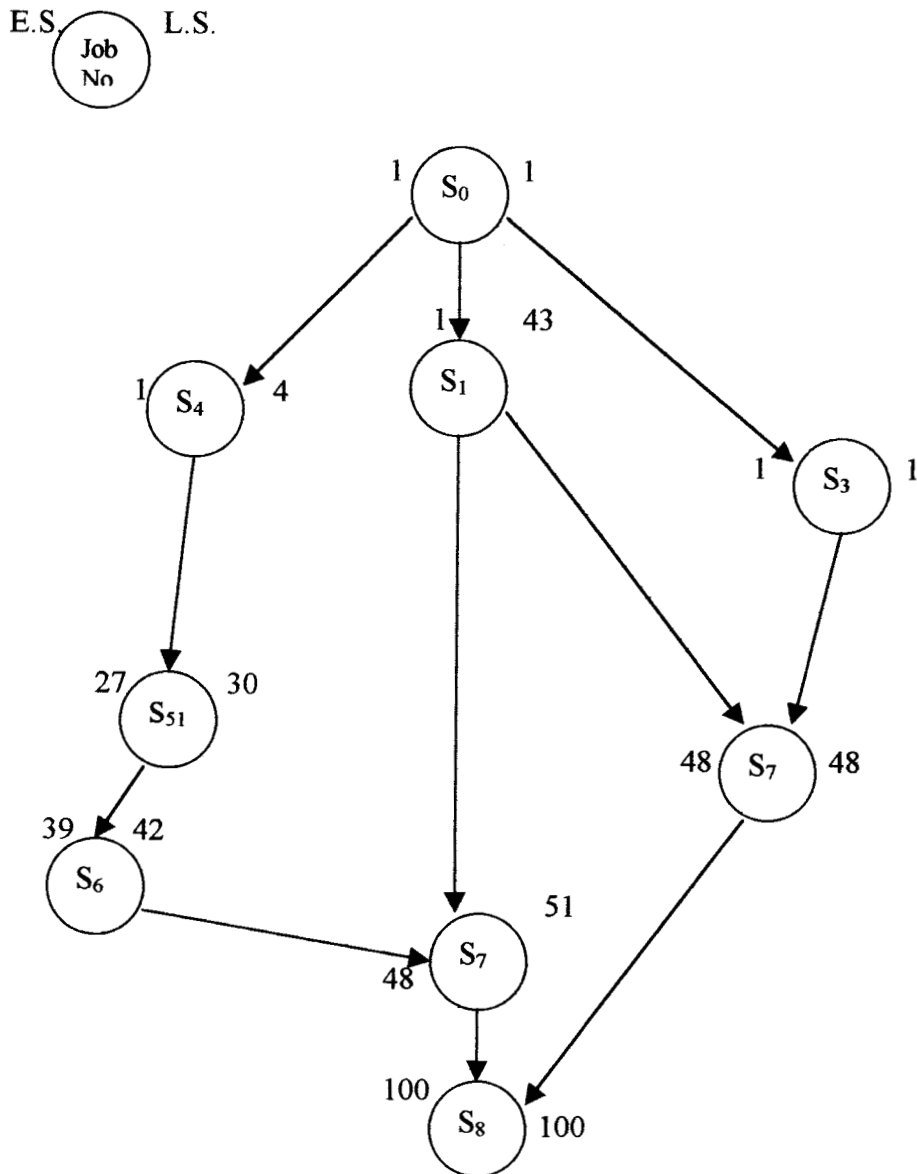 E.S. L.S.
Job
No
1 S₀ 1
1 43
S₁
1 S₄ 4
1 S₃ 1
27 S₅₁ 30
48 S₇ 48
39 42
S₆
51
S₇
48
100
S₈ 100